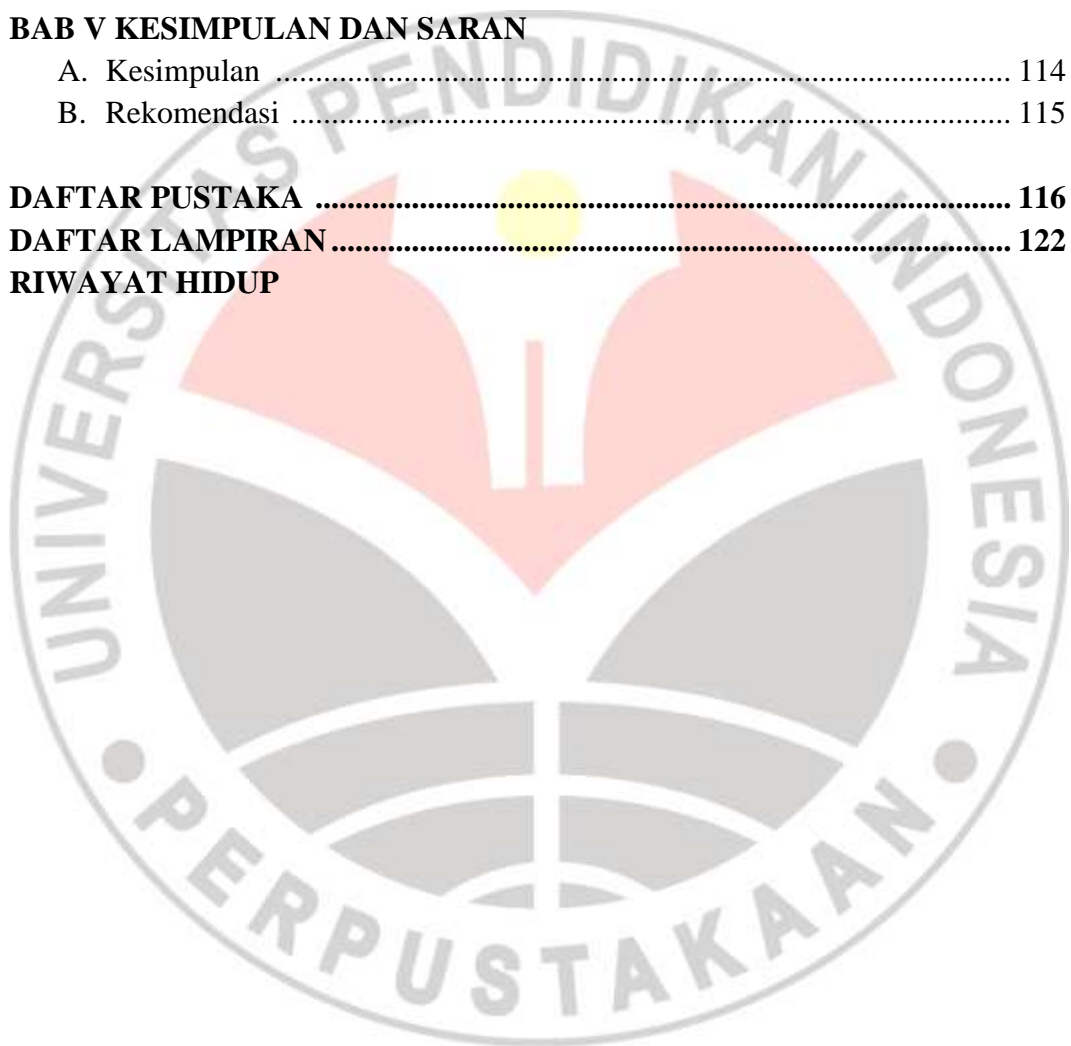 BAB V KESIMPULAN DAN SARAN
A. Kesimpulan ........................................................................................... 114
B. Rekomendasi ......................................................................................... 115
DAFTAR PUSTAKA ..................................................................................... 116
DAFTAR LAMPIRAN ................................................................................... 122
RIWAYAT HIDUP
UNIVERSITAS PENDIDIKAN INDONESIA
PERPUSTAKAAN